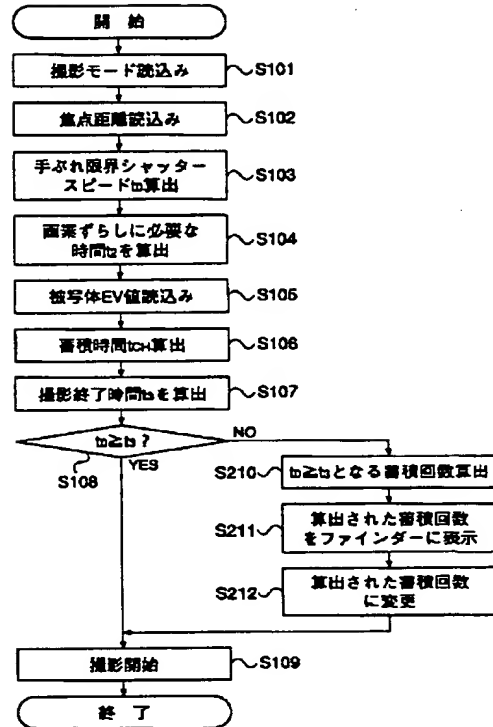 開 始
撮影モード読込み
S101
焦点距離読込み
S102
手ぶれ限界シャッター
スピードt₀算出
S103
画素ずらしに必要な
時間t₂を算出
S104
被写体EV値読込み
S105
蓄積時間tCH算出
S106
撮影終了時間t₃を算出
S107
t₀≧t₃?
NO
S108
YES
S210
t₀≧t₃となる蓄積回数算出
S211
算出された蓄積回数
をファインダーに表示
S212
算出された蓄積回数
に変更
撮影開始
S109
終 了